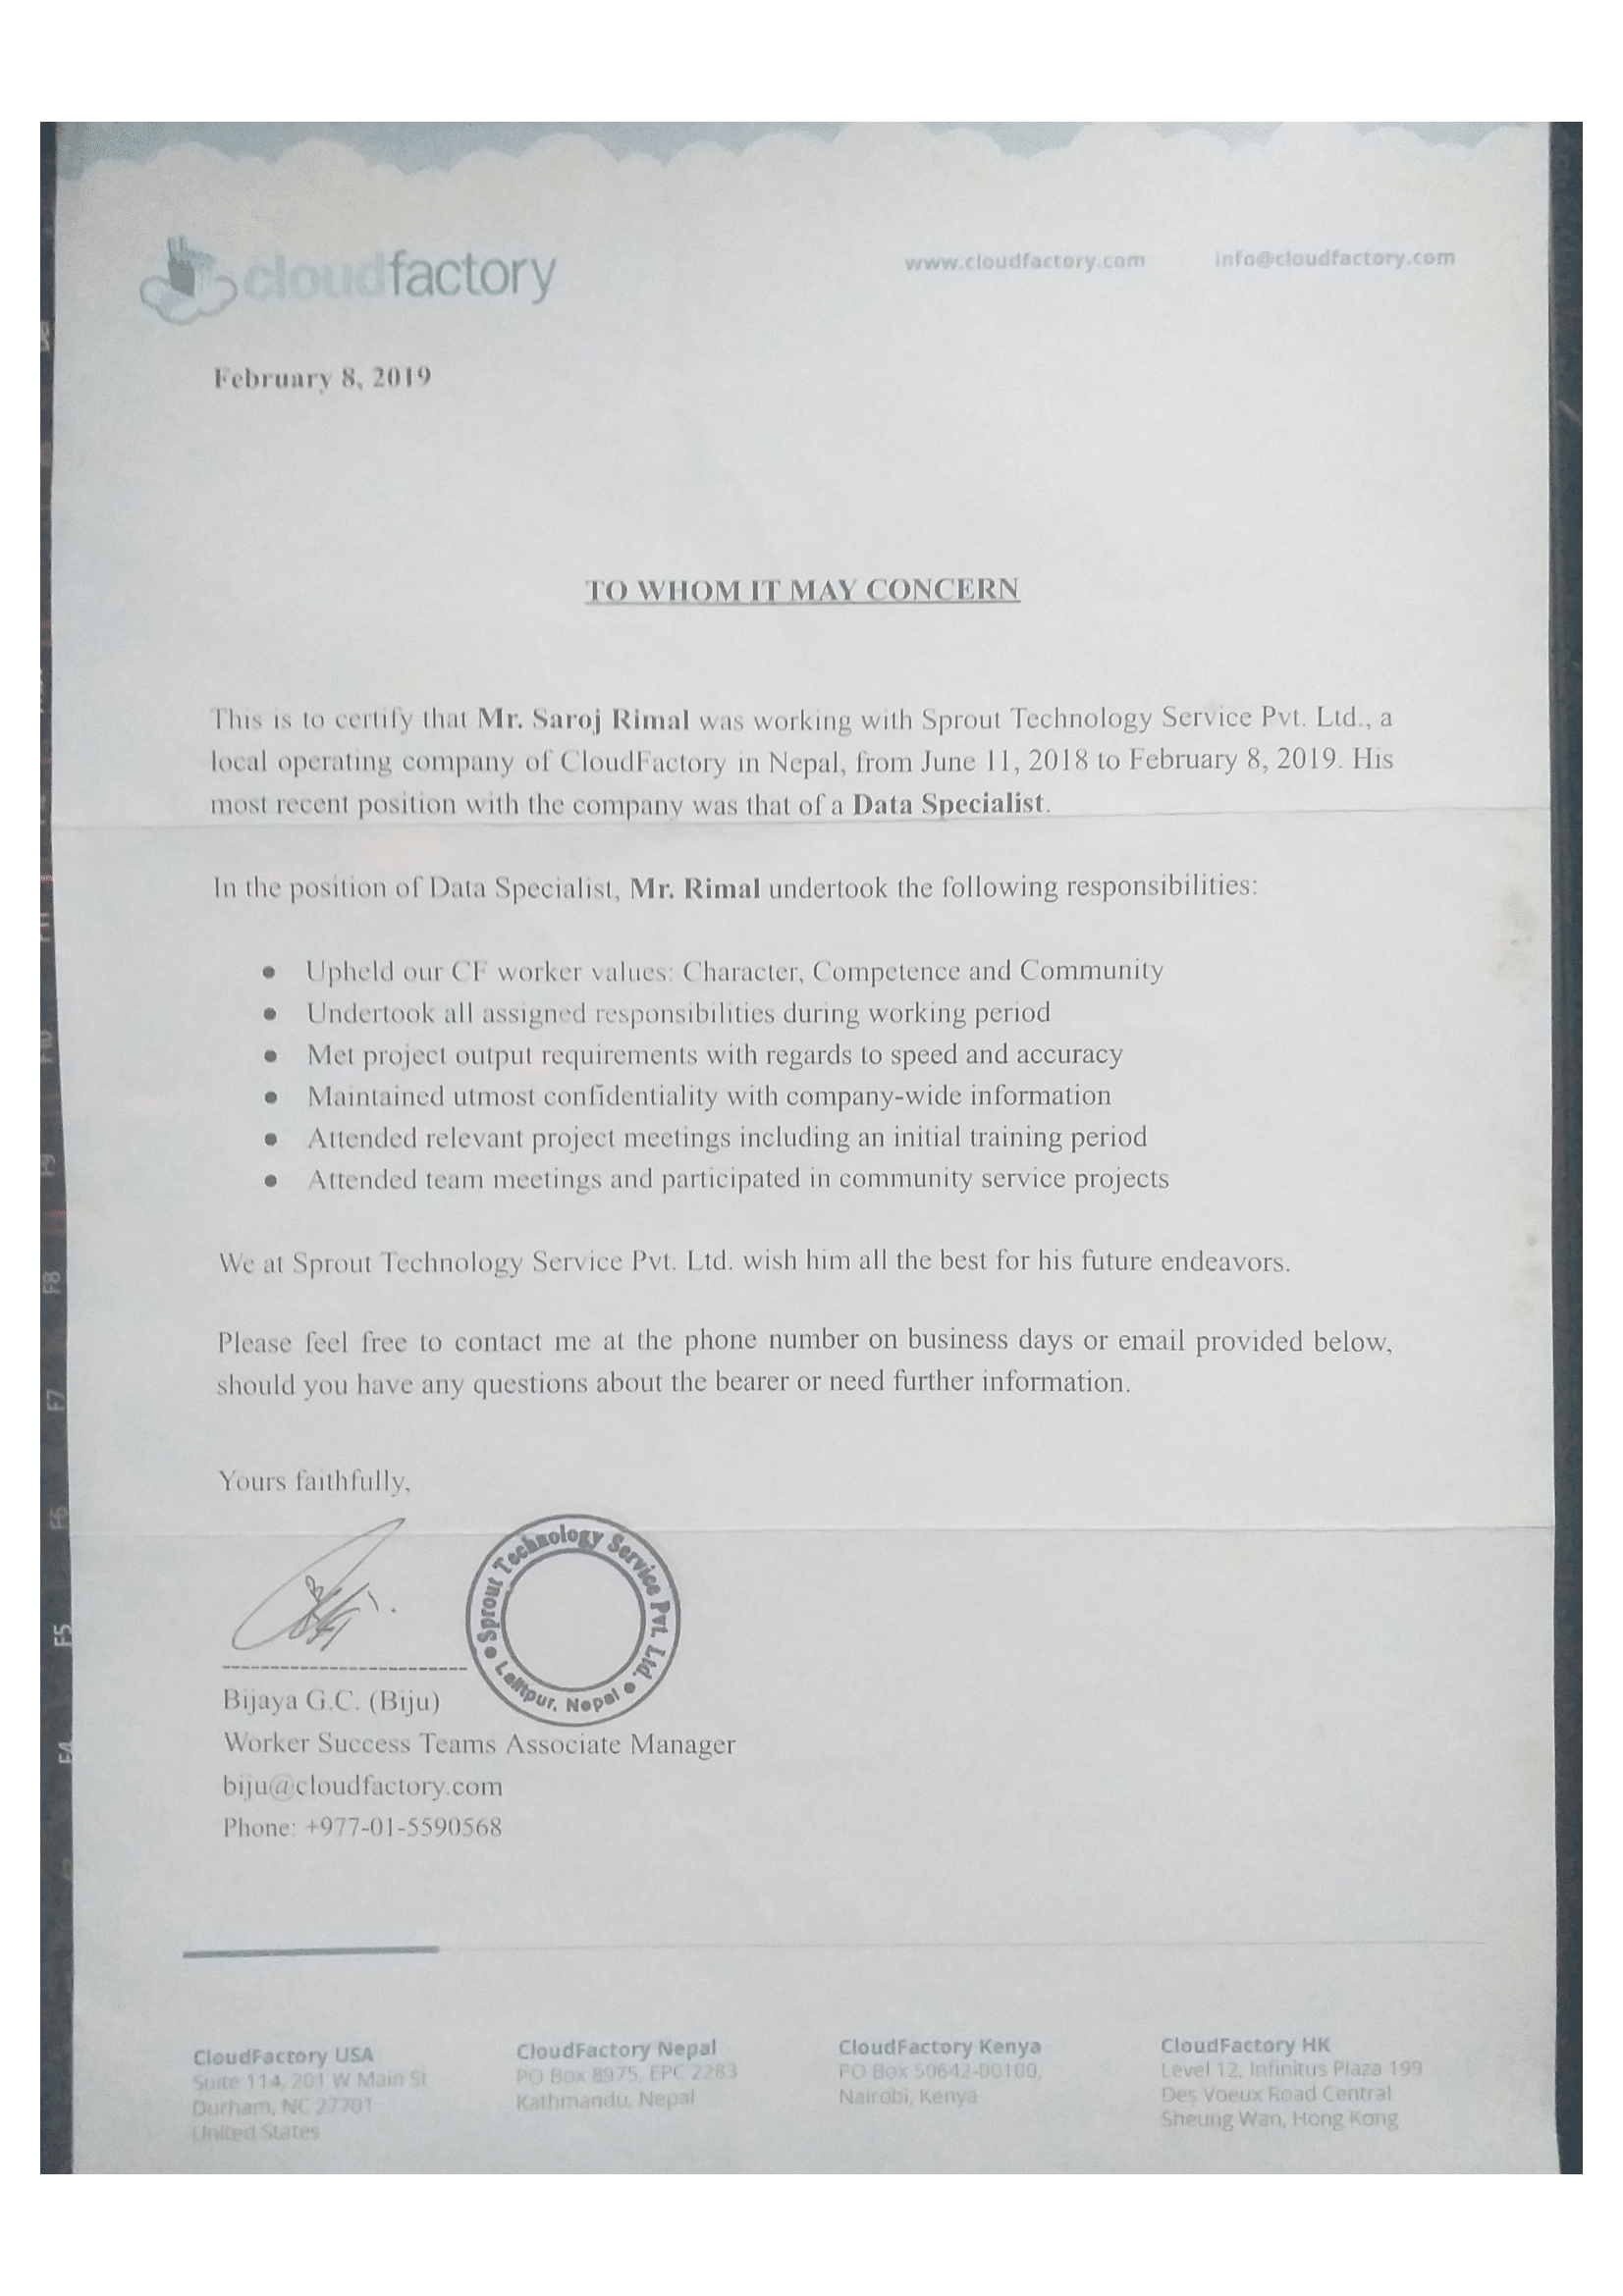 cloudfactory
www.cloudfactory.com info@cloudfactory.com
February 8, 2019
TO WHOM IT MAY CONCERN
This is to certify that Mr. Saroj Rimal was working with Sprout Technology Service Pvt. Ltd., a
local operating company of CloudFactory in Nepal, from June 11, 2018 to February 8, 2019. His
most recent position with the company was that of a Data Specialist.
In the position of Data Specialist, Mr. Rimal undertook the following responsibilities:
● Upheld our CF worker values: Character, Competence and Community
● Undertook all assigned responsibilities during working period
● Met project output requirements with regards to speed and accuracy
● Maintained utmost confidentiality with company-wide information
● Attended relevant project meetings including an initial training period
● Attended team meetings and participated in community service projects
We at Sprout Technology Service Pvt. Ltd. wish him all the best for his future endeavors.
Please feel free to contact me at the phone number on business days or email provided below,
should you have any questions about the bearer or need further information.
Yours faithfully,
Sprout Technology Service Pvt. Ltd.
Lalitpur, Nepal
-------------------------
Bijaya G.C. (Biju)
Worker Success Teams Associate Manager
biju@cloudfactory.com
Phone: +977-01-5590568
CloudFactory USA
Suite 114, 201 W Main St
Durham, NC 27701
United States
CloudFactory Nepal
PO Box 8975, EPC 2283
Kathmandu, Nepal
CloudFactory Kenya
PO Box 50642-00100,
Nairobi, Kenya
CloudFactory HK
Level 12, Infinitus Plaza 199
Des Voeux Road Central
Sheung Wan, Hong Kong
F10
F9
F8
F7
F6
F5
F4